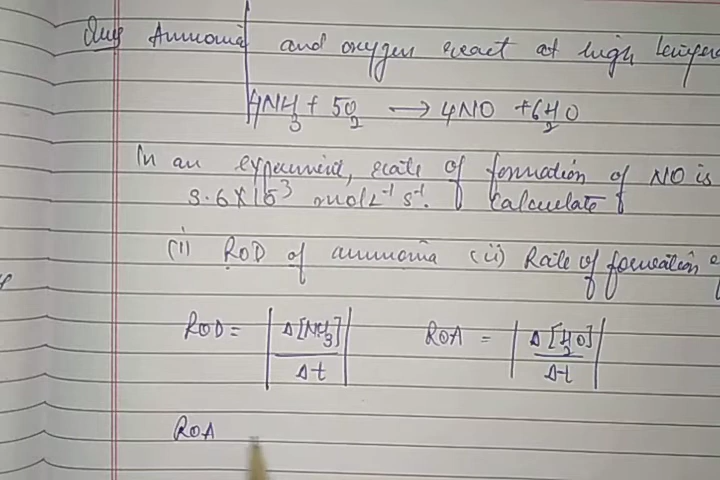 Ques Ammonia and oxygen react at high tempera
4NH3 + 5O2 → 4NO + 6H2O
In an experiment, rate of formation of NO is
3.6×10^-3 mol L^-1 s^-1. Calculate
(i) ROD of ammonia (ii) Rate of formation o
ROD = |Δ[NH3]/Δt| ROA = |Δ[H2O]/Δt|
ROA